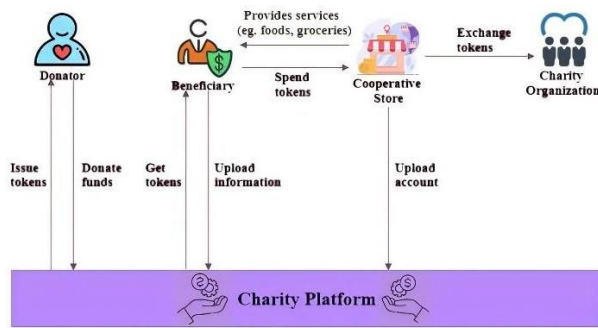 Provides services
(eg. foods, groceries)
Exchange
tokens
Donator
Beneficiary
Spend
tokens
Cooperative
Store
Charity
Organization
Issue
tokens
Donate
funds
Get
tokens
Upload
information
Upload
account
Charity Platform